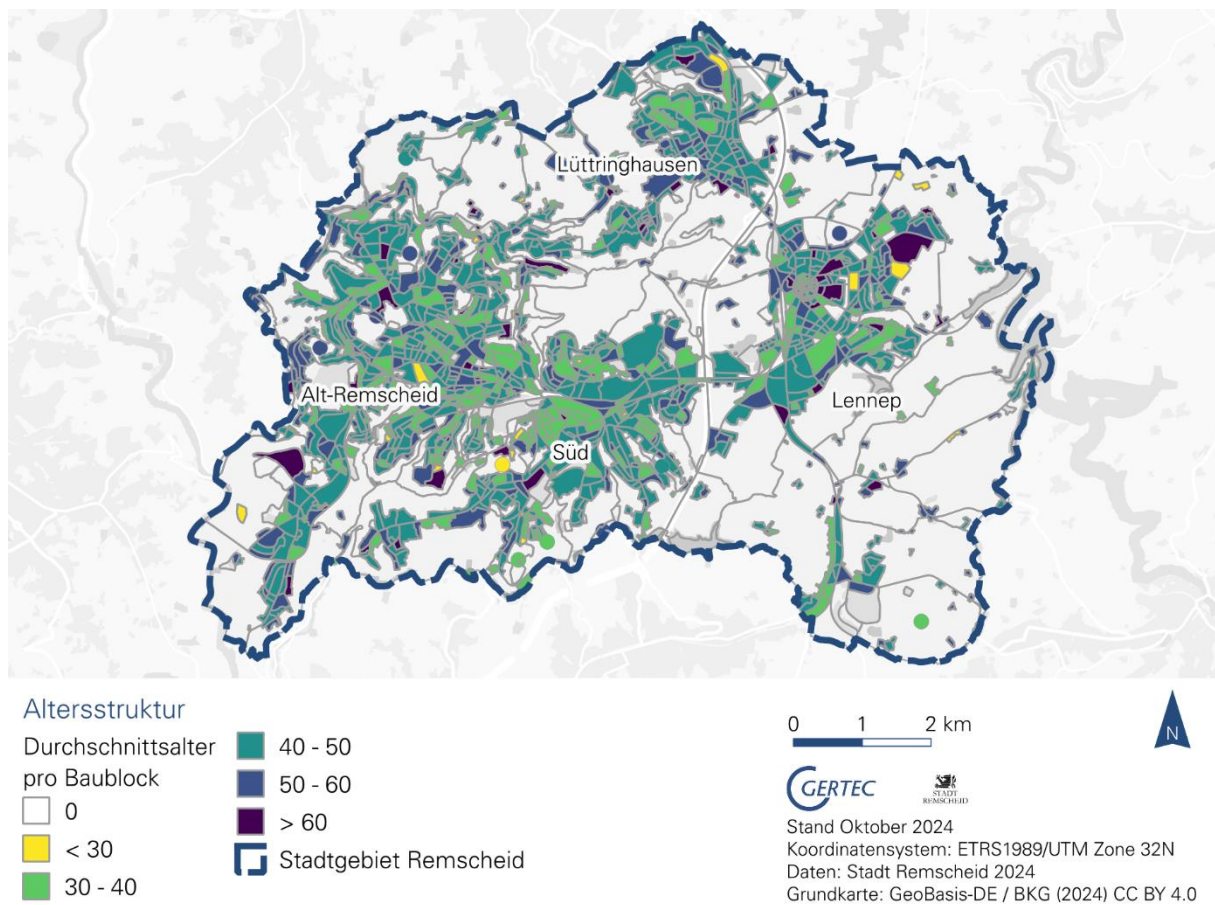 Lüttringhausen
Alt-Remscheid
Lennep
Süd
Altersstruktur
Durchschnittsalter
pro Baublock
0
< 30
30 - 40
40 - 50
50 - 60
> 60
Stadtgebiet Remscheid
0 1 2 km
N
GERTEC
STADT
REMSCHEID
Stand Oktober 2024
Koordinatensystem: ETRS1989/UTM Zone 32N
Daten: Stadt Remscheid 2024
Grundkarte: GeoBasis-DE / BKG (2024) CC BY 4.0